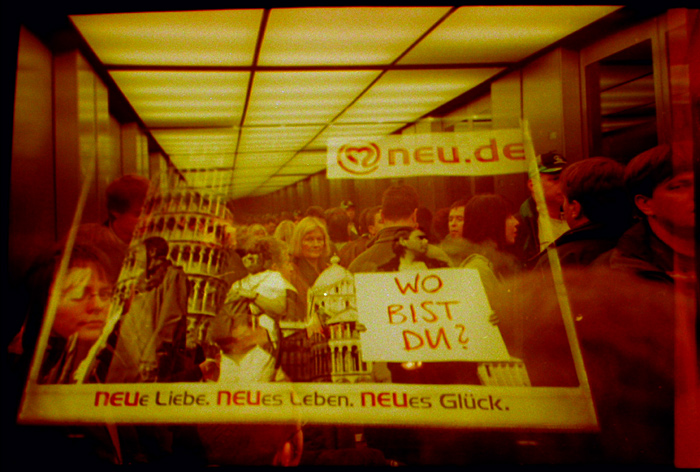 neu.de
WO
BIST
DU?
NEUe Liebe. NEUes Leben. NEUes Glück.